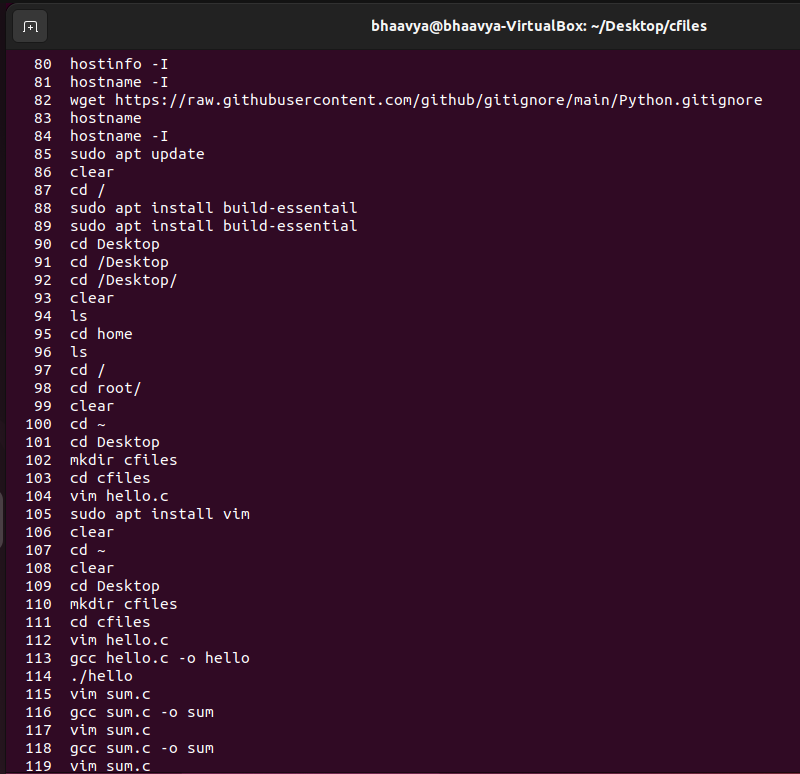 bhaavya@bhaavya-VirtualBox: ~/Desktop/cfiles
80 hostinfo -I
81 hostname -I
82 wget https://raw.githubusercontent.com/github/gitignore/main/Python.gitignore
83 hostname
84 hostname -I
85 sudo apt update
86 clear
87 cd /
88 sudo apt install build-essentail
89 sudo apt install build-essential
90 cd Desktop
91 cd /Desktop
92 cd /Desktop/
93 clear
94 ls
95 cd home
96 ls
97 cd /
98 cd root/
99 clear
100 cd ~
101 cd Desktop
102 mkdir cfiles
103 cd cfiles
104 vim hello.c
105 sudo apt install vim
106 clear
107 cd ~
108 clear
109 cd Desktop
110 mkdir cfiles
111 cd cfiles
112 vim hello.c
113 gcc hello.c -o hello
114 ./hello
115 vim sum.c
116 gcc sum.c -o sum
117 vim sum.c
118 gcc sum.c -o sum
119 vim sum.c